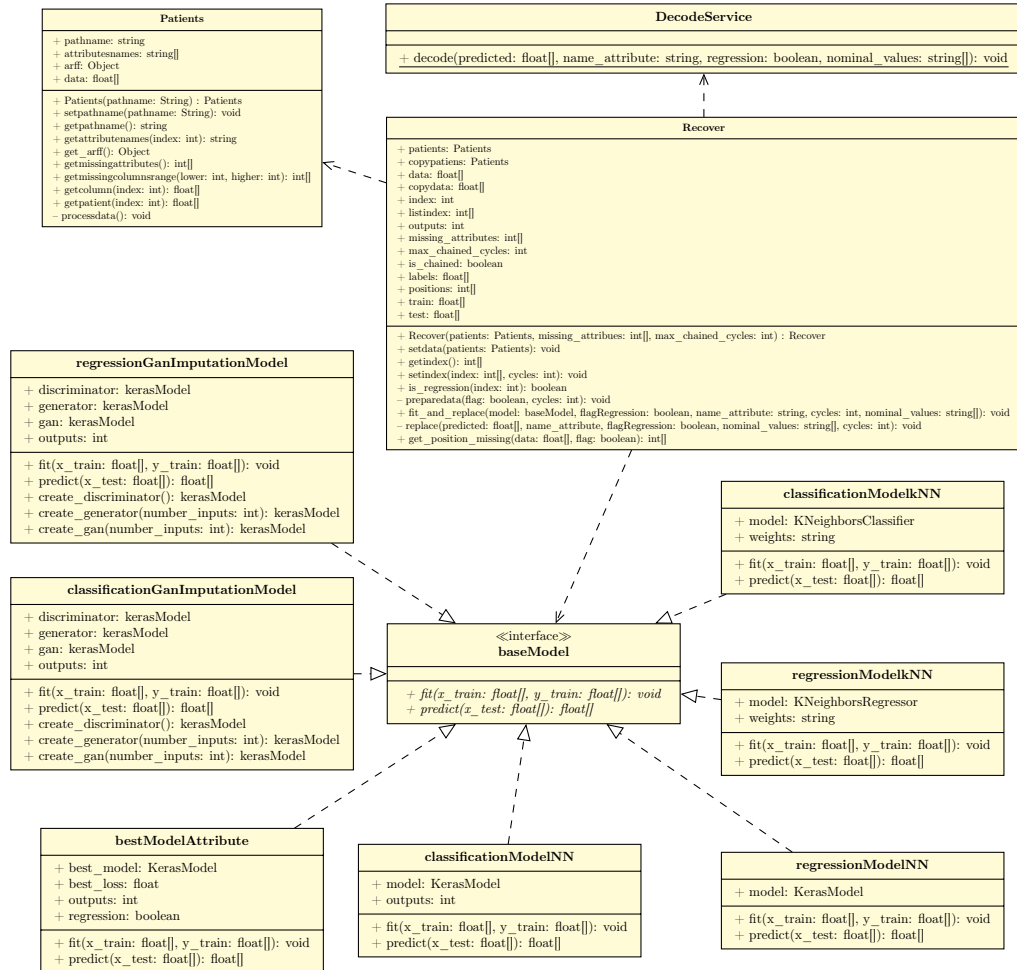 Patients
+ pathname: string
+ attributesnames: string[]
+ arff: Object
+ data: float[]
+ Patients(pathname: String) : Patients
+ setpathname(pathname: String): void
+ getpathname(): string
+ getattributenames(index: int): string
+ get_arff(): Object
+ getmissingattributes(): int[]
+ getmissingcolumnsrange(lower: int, higher: int): int[]
+ getcolumn(index: int): float[]
+ getpatient(index: int): float[]
– processdata(): void
DecodeService
+ decode(predicted: float[], name_attribute: string, regression: boolean, nominal_values: string[]): void
Recover
+ patients: Patients
+ copypatiens: Patients
+ data: float[]
+ copydata: float[]
+ index: int
+ listindex: int[]
+ outputs: int
+ missing_attributes: int[]
+ max_chained_cycles: int
+ is_chained: boolean
+ labels: float[]
+ positions: int[]
+ train: float[]
+ test: float[]
+ Recover(patients: Patients, missing_attribues: int[], max_chained_cycles: int) : Recover
+ setdata(patients: Patients): void
+ getindex(): int[]
+ setindex(index: int[], cycles: int): void
+ is_regression(index: int): boolean
– preparedata(flag: boolean, cycles: int): void
+ fit_and_replace(model: baseModel, flagRegression: boolean, name_attribute: string, cycles: int, nominal_values: string[]): void
– replace(predicted: float[], name_attribute, flagRegression: boolean, nominal_values: string[], cycles: int): void
+ get_position_missing(data: float[], flag: boolean): int[]
regressionGanImputationModel
+ discriminator: kerasModel
+ generator: kerasModel
+ gan: kerasModel
+ outputs: int
+ fit(x_train: float[], y_train: float[]): void
+ predict(x_test: float[]): float[]
+ create_discriminator(): kerasModel
+ create_generator(number_inputs: int): kerasModel
+ create_gan(number_inputs: int): kerasModel
classificationModelkNN
+ model: KNeighborsClassifier
+ weights: string
+ fit(x_train: float[], y_train: float[]): void
+ predict(x_test: float[]): float[]
classificationGanImputationModel
+ discriminator: kerasModel
+ generator: kerasModel
+ gan: kerasModel
+ outputs: int
+ fit(x_train: float[], y_train: float[]): void
+ predict(x_test: float[]): float[]
+ create_discriminator(): kerasModel
+ create_generator(number_inputs: int): kerasModel
+ create_gan(number_inputs: int): kerasModel
≪interface≫
baseModel
+ fit(x_train: float[], y_train: float[]): void
+ predict(x_test: float[]): float[]
regressionModelkNN
+ model: KNeighborsRegressor
+ weights: string
+ fit(x_train: float[], y_train: float[]): void
+ predict(x_test: float[]): float[]
bestModelAttribute
+ best_model: KerasModel
+ best_loss: float
+ outputs: int
+ regression: boolean
+ fit(x_train: float[], y_train: float[]): void
+ predict(x_test: float[]): float[]
classificationModelNN
+ model: KerasModel
+ outputs: int
+ fit(x_train: float[], y_train: float[]): void
+ predict(x_test: float[]): float[]
regressionModelNN
+ model: KerasModel
+ fit(x_train: float[], y_train: float[]): void
+ predict(x_test: float[]): float[]